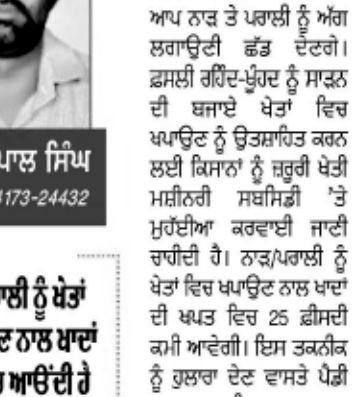 ਪਾਲ ਸਿੰਘ
4173-24432
ਾਲੀ ਨੂੰ ਖੇਤਾਂ
ਣ ਨਾਲ ਖਾਦਾਂ
ਆਉਂਦੀ ਹੈ
ਆਪ ਨਾੜ ਤੇ ਪਰਾਲੀ ਨੂੰ ਅੱਗ
ਲਗਾਉਣੀ ਛੱਡ ਦੇਣਗੇ।
ਫ਼ਸਲੀ ਰਹਿੰਦ-ਖੂੰਹਦ ਨੂੰ ਸਾੜਨ
ਦੀ ਬਜਾਏ ਖੇਤਾਂ ਵਿਚ
ਖਪਾਉਣ ਨੂੰ ਉਤਸ਼ਾਹਿਤ ਕਰਨ
ਲਈ ਕਿਸਾਨਾਂ ਨੂੰ ਜ਼ਰੂਰੀ ਖੇਤੀ
ਮਸ਼ੀਨਰੀ ਸਬਸਿਡੀ 'ਤੇ
ਮੁਹੱਈਆ ਕਰਵਾਈ ਜਾਣੀ
ਚਾਹੀਦੀ ਹੈ। ਨਾੜ/ਪਰਾਲੀ ਨੂੰ
ਖੇਤਾਂ ਵਿਚ ਖਪਾਉਣ ਨਾਲ ਖਾਦਾਂ
ਦੀ ਖਪਤ ਵਿਚ 25 ਫ਼ੀਸਦੀ
ਕਮੀ ਆਵੇਗੀ। ਇਸ ਤਕਨੀਕ
ਨੂੰ ਹੁਲਾਰਾ ਦੇਣ ਵਾਸਤੇ ਪੈਡੀ